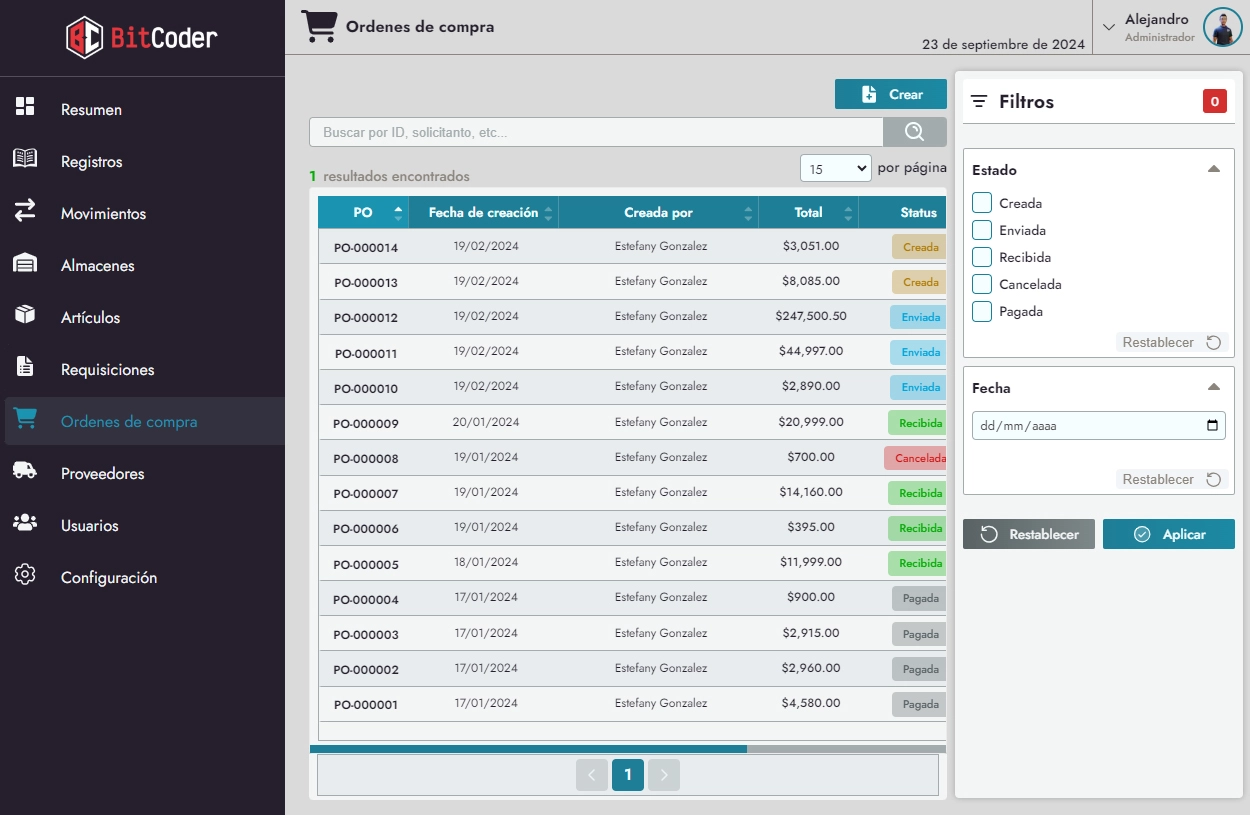 BitCoder
Resumen
Registros
Movimientos
Almacenes
Artículos
Requisiciones
Ordenes de compra
Proveedores
Usuarios
Configuración
Ordenes de compra
23 de septiembre de 2024
Alejandro
Administrador
Crear
Buscar por ID, solicitanto, etc...
1 resultados encontrados
15 por página
PO Fecha de creación Creada por Total Status
PO-000014 19/02/2024 Estefany Gonzalez $3,051.00 Creada
PO-000013 19/02/2024 Estefany Gonzalez $8,085.00 Creada
PO-000012 19/02/2024 Estefany Gonzalez $247,500.50 Enviada
PO-000011 19/02/2024 Estefany Gonzalez $44,997.00 Enviada
PO-000010 19/02/2024 Estefany Gonzalez $2,890.00 Enviada
PO-000009 20/01/2024 Estefany Gonzalez $20,999.00 Recibida
PO-000008 19/01/2024 Estefany Gonzalez $700.00 Cancelada
PO-000007 19/01/2024 Estefany Gonzalez $14,160.00 Recibida
PO-000006 19/01/2024 Estefany Gonzalez $395.00 Recibida
PO-000005 18/01/2024 Estefany Gonzalez $11,999.00 Recibida
PO-000004 17/01/2024 Estefany Gonzalez $900.00 Pagada
PO-000003 17/01/2024 Estefany Gonzalez $2,915.00 Pagada
PO-000002 17/01/2024 Estefany Gonzalez $2,960.00 Pagada
PO-000001 17/01/2024 Estefany Gonzalez $4,580.00 Pagada
1
Filtros 0
Estado
Creada
Enviada
Recibida
Cancelada
Pagada
Restablecer
Fecha
dd/mm/aaaa
Restablecer
Restablecer Aplicar